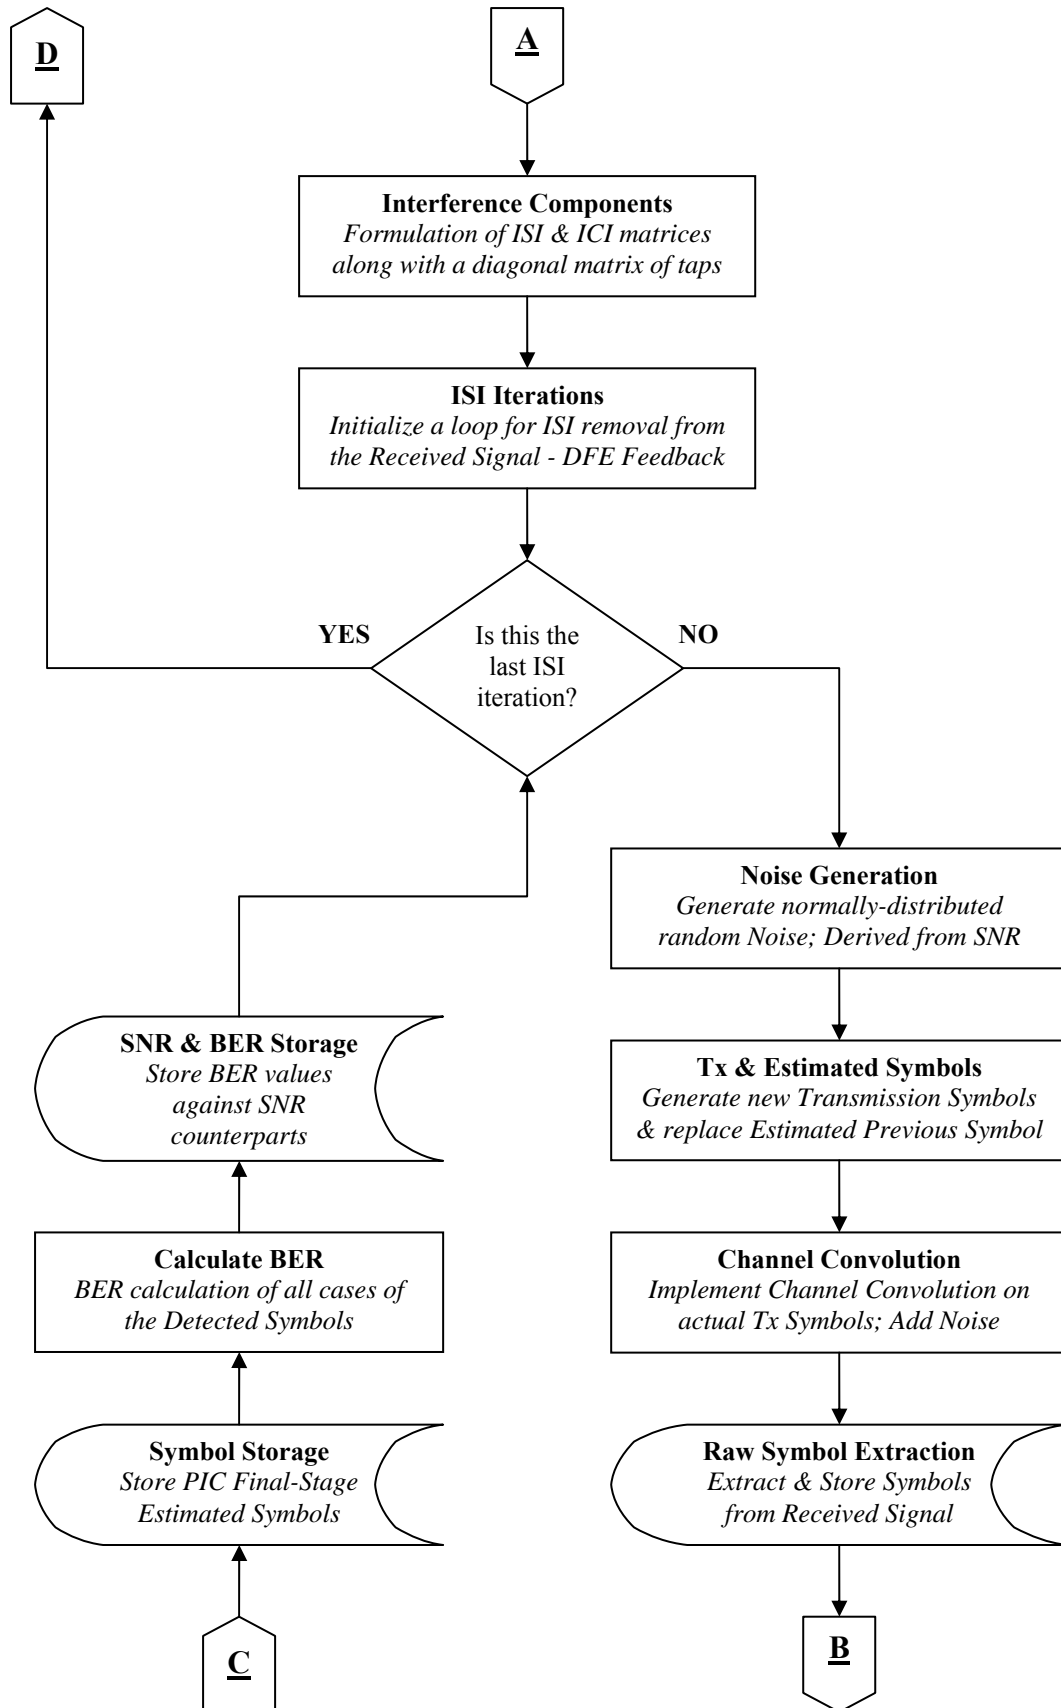 D
A
Interference Components
Formulation of ISI & ICI matrices
along with a diagonal matrix of taps
ISI Iterations
Initialize a loop for ISI removal from
the Received Signal - DFE Feedback
YES
Is this the
last ISI
iteration?
NO
Noise Generation
Generate normally-distributed
random Noise; Derived from SNR
Tx & Estimated Symbols
Generate new Transmission Symbols
& replace Estimated Previous Symbol
Channel Convolution
Implement Channel Convolution on
actual Tx Symbols; Add Noise
Raw Symbol Extraction
Extract & Store Symbols
from Received Signal
B
SNR & BER Storage
Store BER values
against SNR
counterparts
Calculate BER
BER calculation of all cases of
the Detected Symbols
Symbol Storage
Store PIC Final-Stage
Estimated Symbols
C